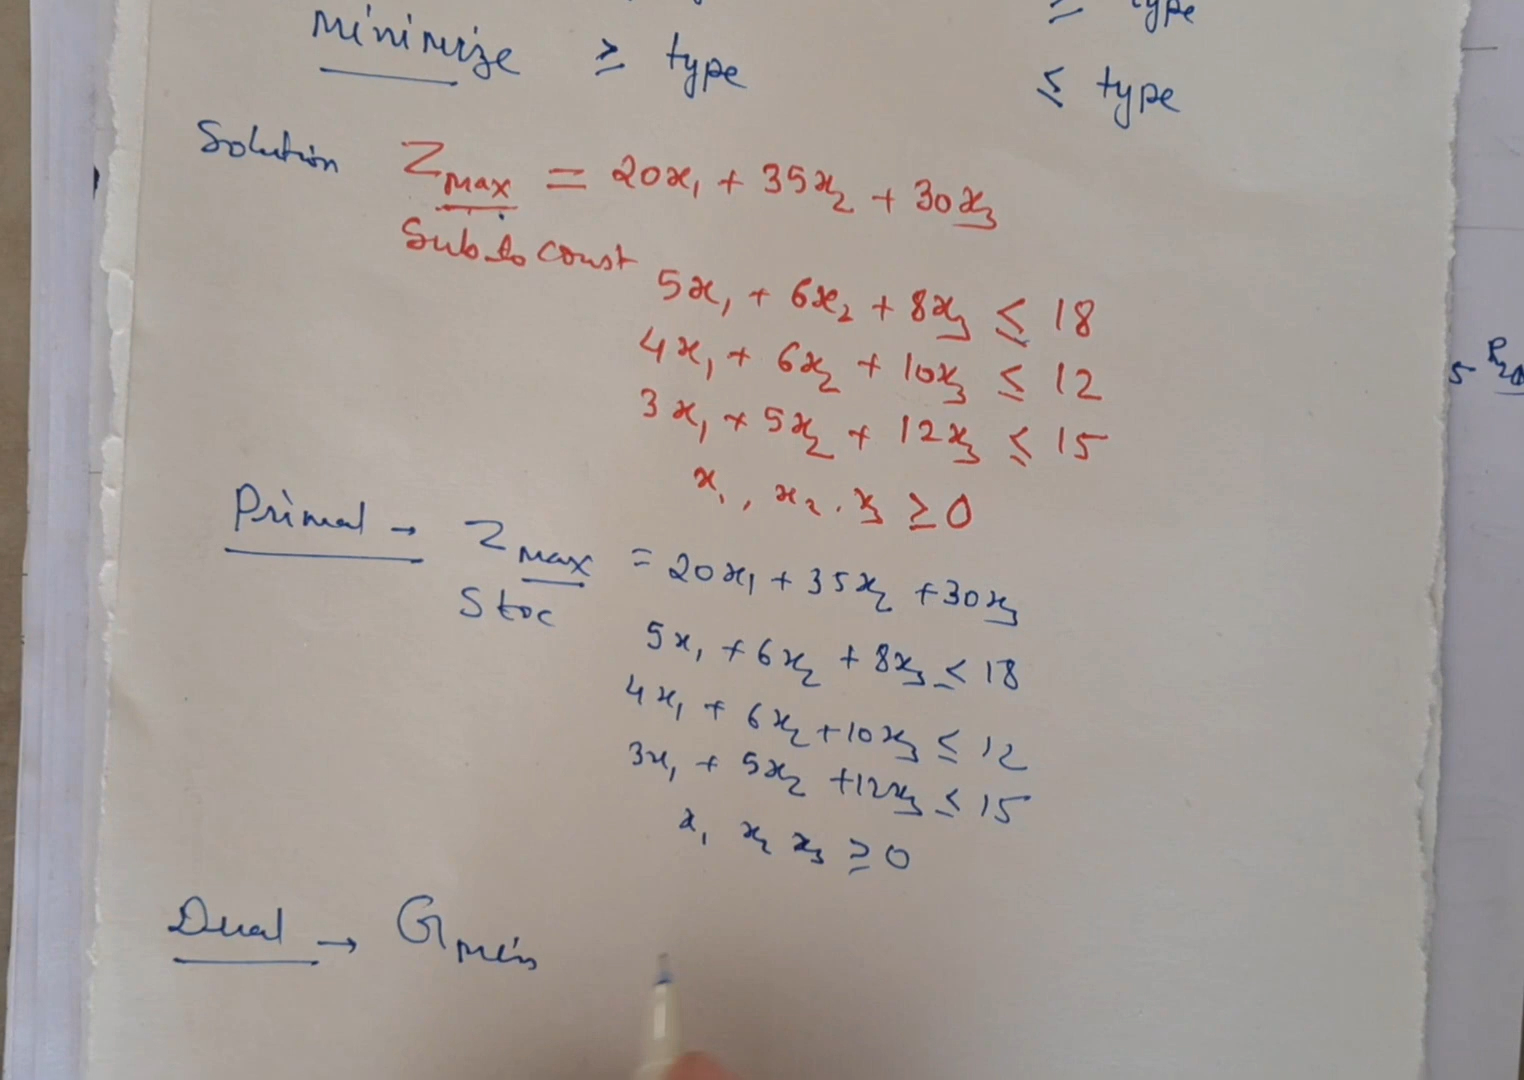 ≥ type
minimize ≥ type ≤ type
Solution Zmax = 20x₁ + 35x₂ + 30x₃
Sub to const
5x₁ + 6x₂ + 8x₃ ≤ 18
4x₁ + 6x₂ + 10x₃ ≤ 12
3x₁ + 5x₂ + 12x₃ ≤ 15
x₁, x₂, x₃ ≥ 0
Primal → Zmax = 20x₁ + 35x₂ + 30x₃
Stoc
5x₁ + 6x₂ + 8x₃ ≤ 18
4x₁ + 6x₂ + 10x₃ ≤ 12
3x₁ + 5x₂ + 12x₃ ≤ 15
x₁ x₂ x₃ ≥ 0
Dual → Gmin